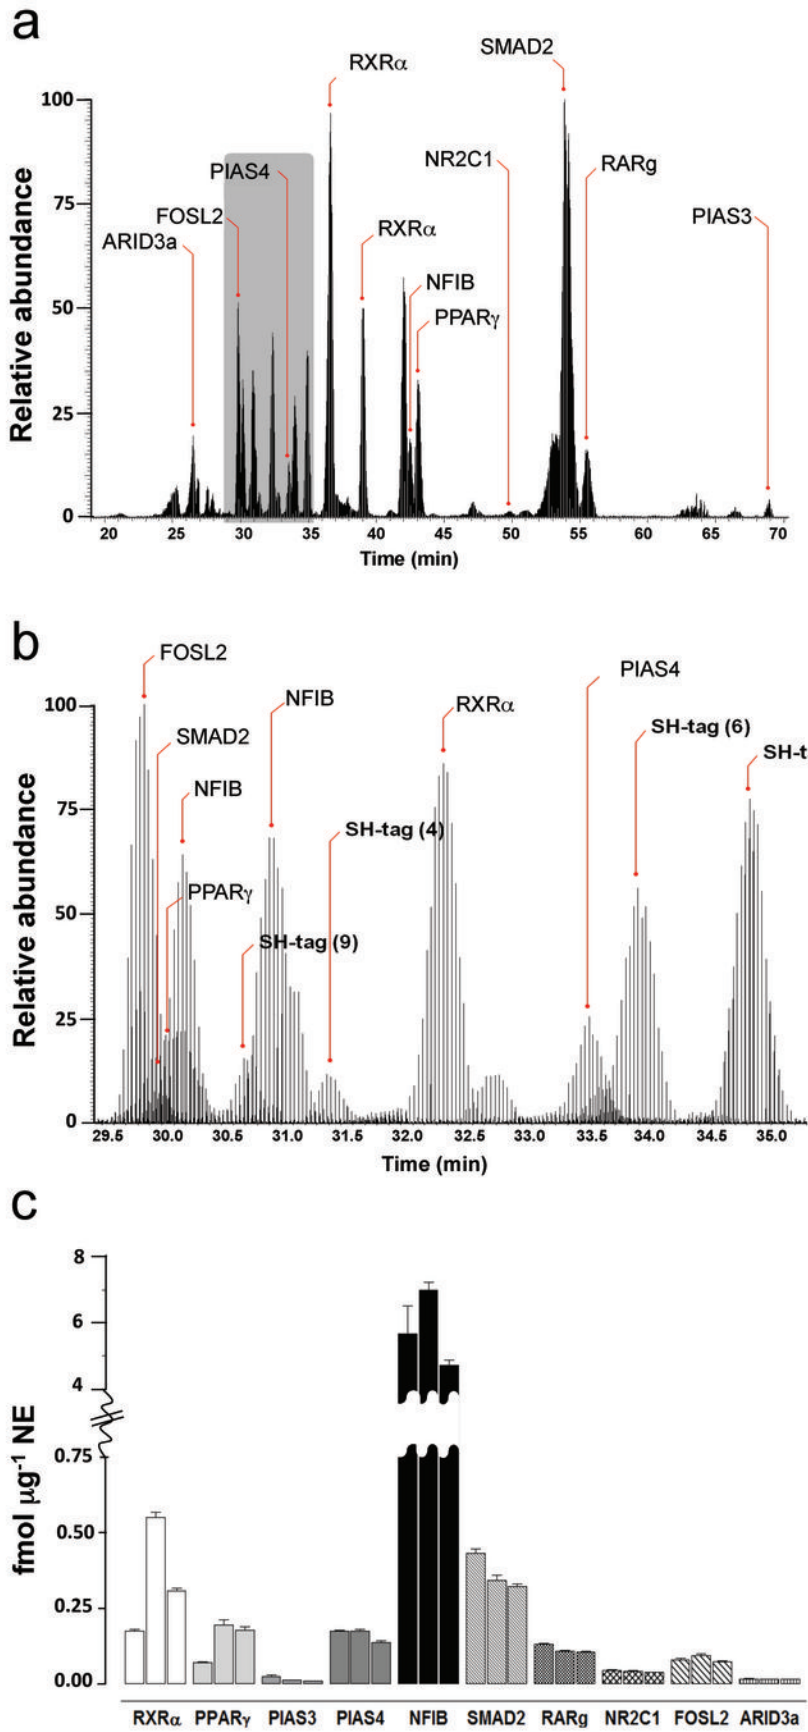 a
SMAD2
RXRα
100
NR2C1
RARg
PIAS4
75
FOSL2
PIAS3
RXRα
ARID3a
NFIB
50
PPARγ
25
0
Relative abundance
20 25 30 35 40 45 50 55 60 65 70
Time (min)
b
FOSL2
PIAS4
NFIB
RXRα
100
SH-tag (6)
SMAD2
SH-t
NFIB
75
SH-tag (4)
PPARγ
50
SH-tag (9)
25
0
Relative abundance
29.5 30.0 30.5 31.0 31.5 32.0 32.5 33.0 33.5 34.0 34.5 35.0
Time (min)
c
8
6
4
0.75
0.50
0.25
0.00
fmol μg-1 NE
RXRα PPARγ PIAS3 PIAS4 NFIB SMAD2 RARg NR2C1 FOSL2 ARID3a